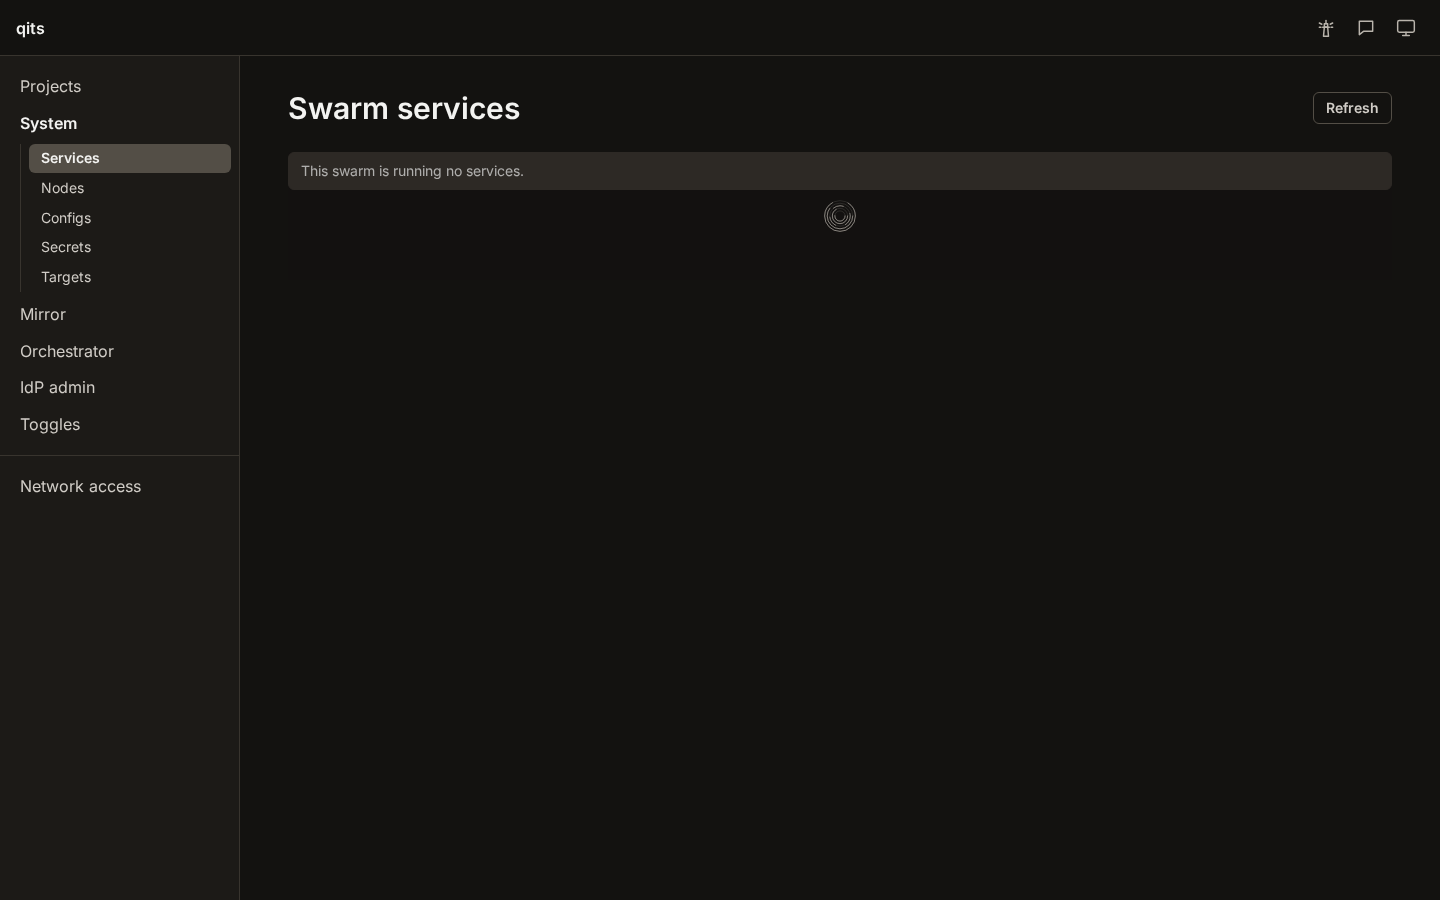 qits
Projects
System
Services
Nodes
Configs
Secrets
Targets
Mirror
Orchestrator
IdP admin
Toggles
Network access
Swarm services
Refresh
This swarm is running no services.